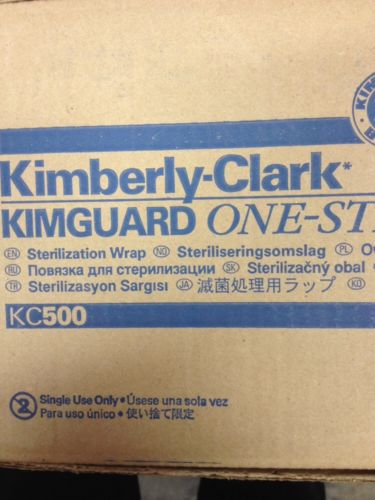 Kimberly-Clark*
KIMGUARD ONE-ST
EN Sterilization Wrap NO Steriliseringsomslag PL
RU Повязка для стерилизации SK Sterilizačný obal
TR Sterilizasyon Sargısı JA 滅菌処理用ラップ KO
KC500
2 Single Use Only • Úsese una sola vez
Para uso único • 使い捨て限定